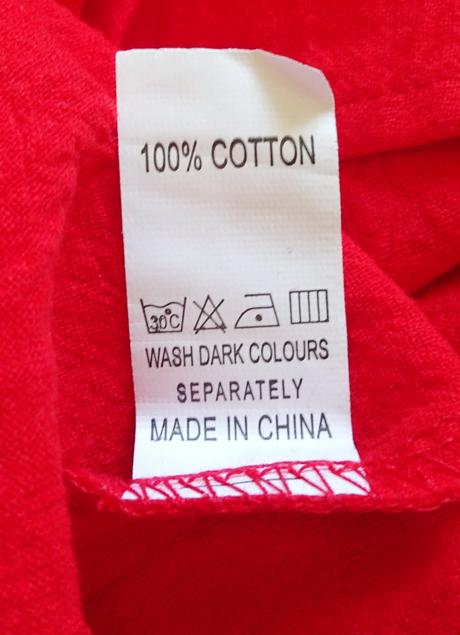 100% COTTON
30°C
WASH DARK COLOURS
SEPARATELY
MADE IN CHINA